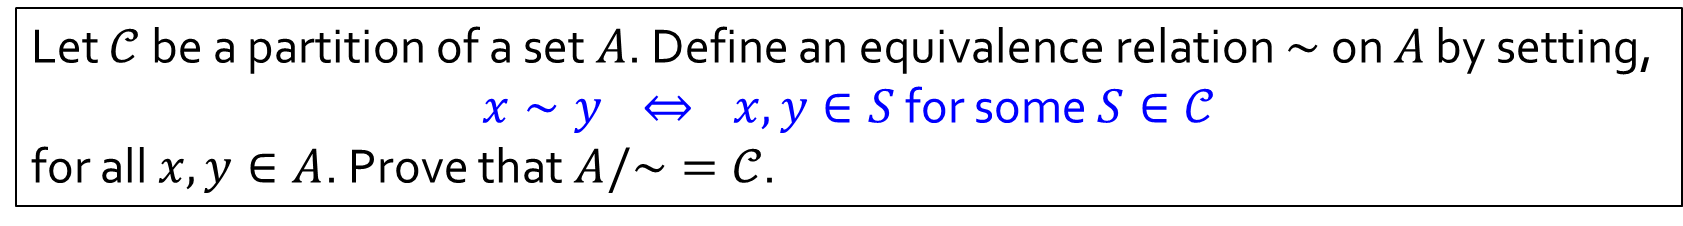 Let 𝒞 be a partition of a set 𝐴. Define an equivalence relation ~ on 𝐴 by setting,
𝑥 ~ 𝑦 ⇔ 𝑥, 𝑦 ∈ 𝑆 for some 𝑆 ∈ 𝒞
for all 𝑥, 𝑦 ∈ 𝐴. Prove that 𝐴/~ = 𝒞.